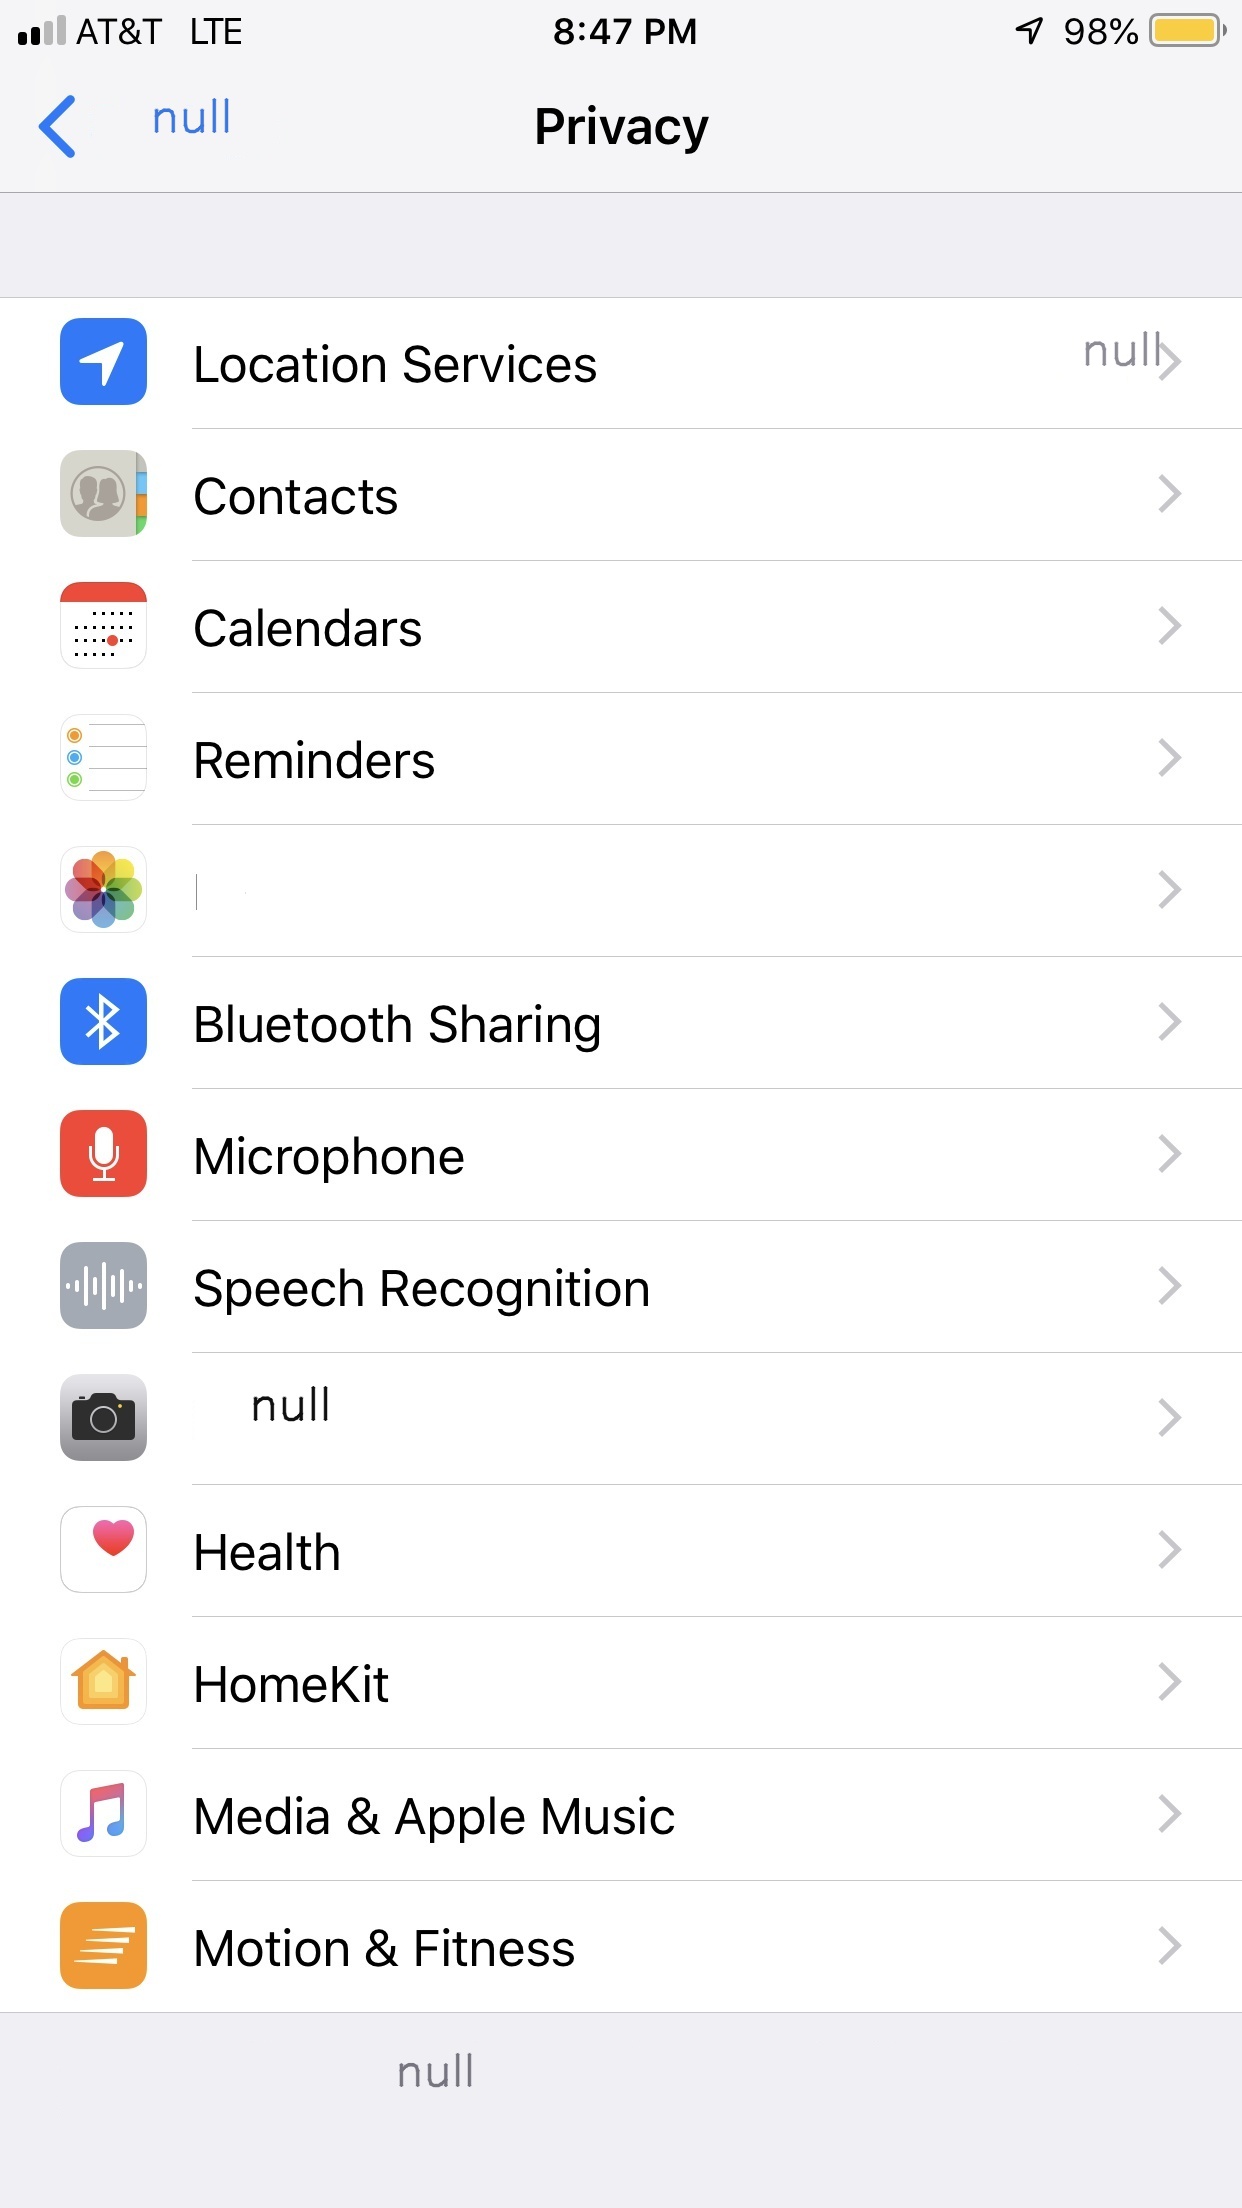 AT&T LTE 8:47 PM 98%
null Privacy
Location Services null
Contacts
Calendars
Reminders
Bluetooth Sharing
Microphone
Speech Recognition
null
Health
HomeKit
Media & Apple Music
Motion & Fitness
null